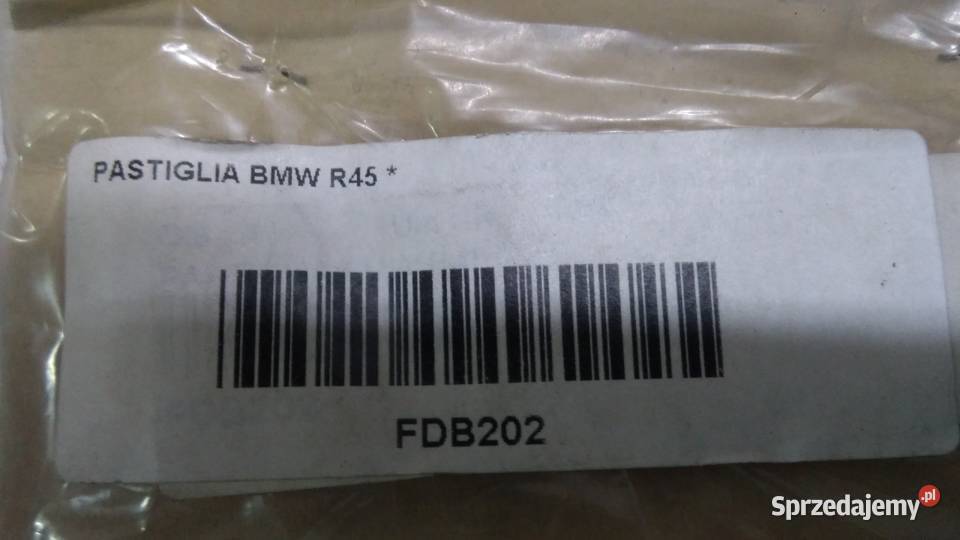 PASTIGLIA BMW R45 *
FDB202
Sprzedajemy.pl